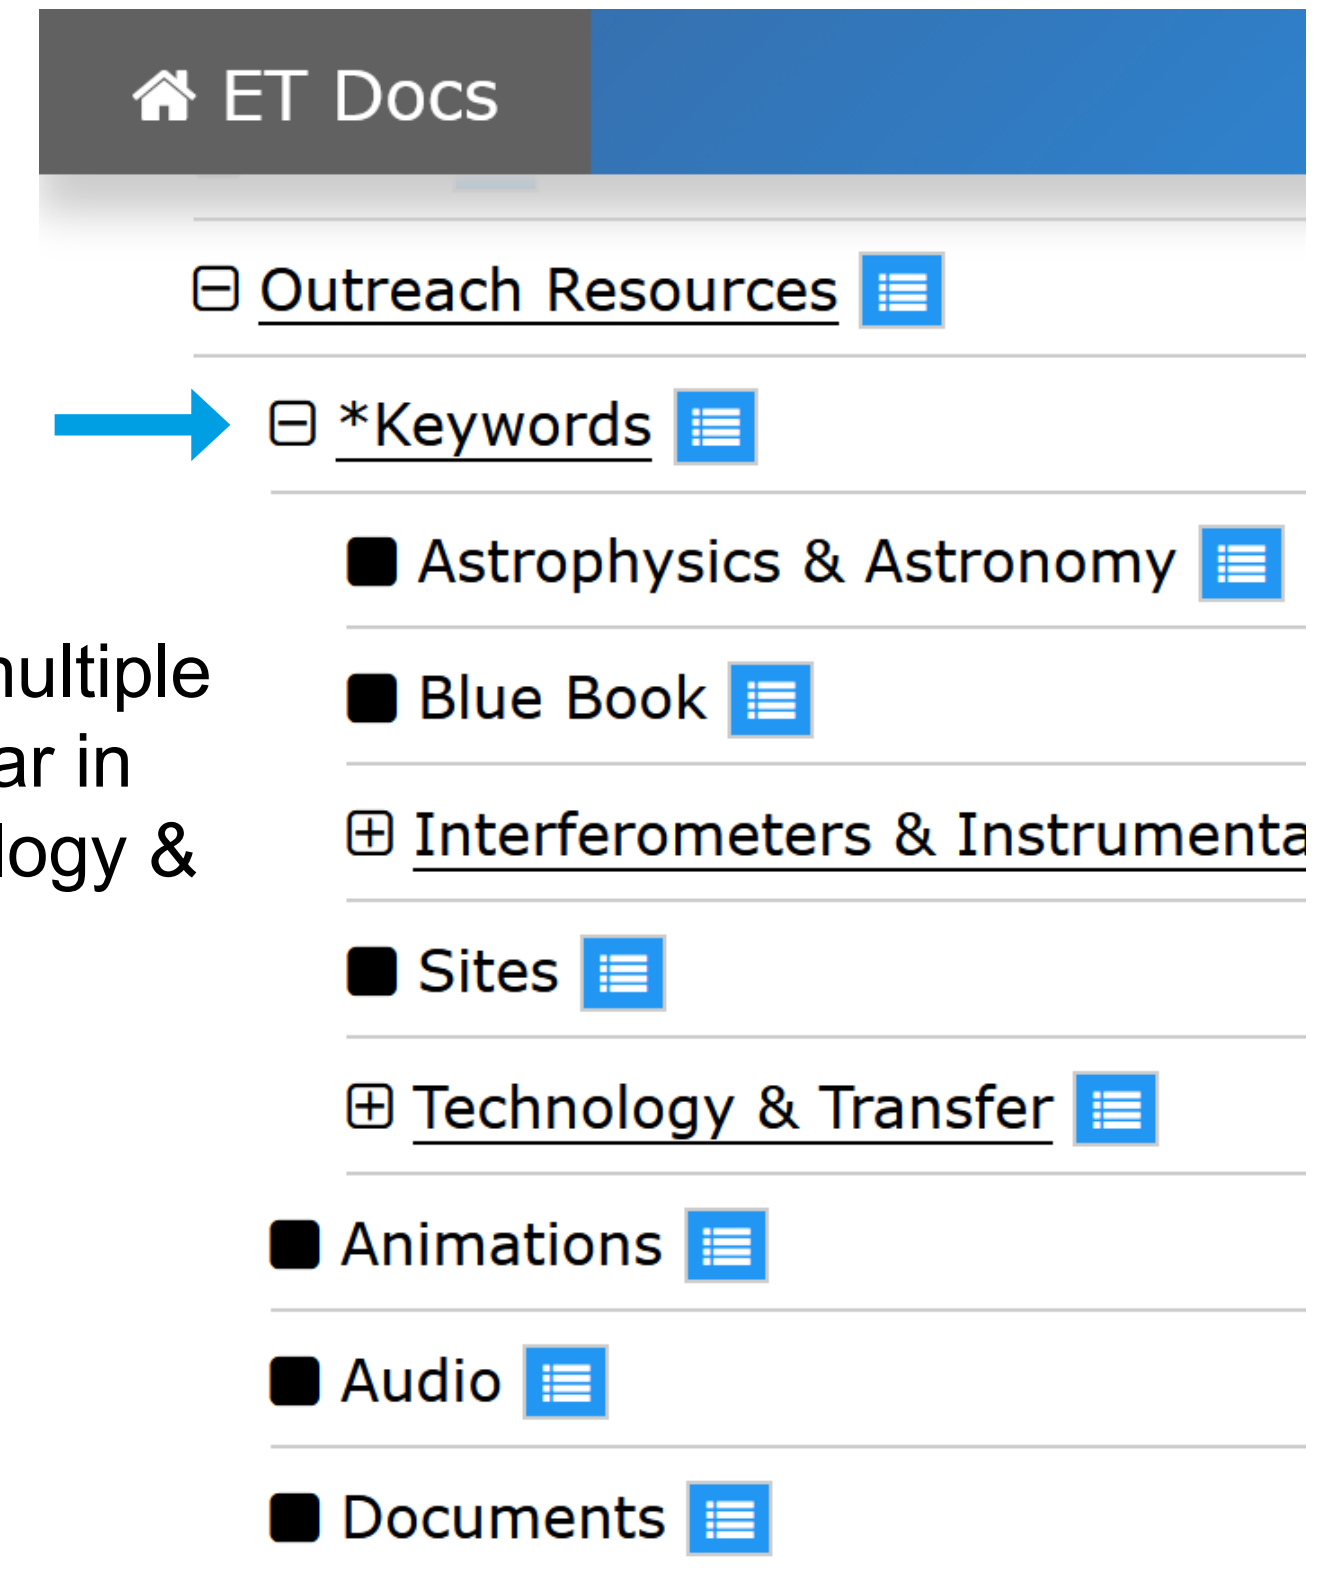 ET Docs
Outreach Resources
*Keywords
Astrophysics & Astronomy
Blue Book
Interferometers & Instrumenta
Sites
Technology & Transfer
Animations
Audio
Documents
nultiple
ar in
logy &